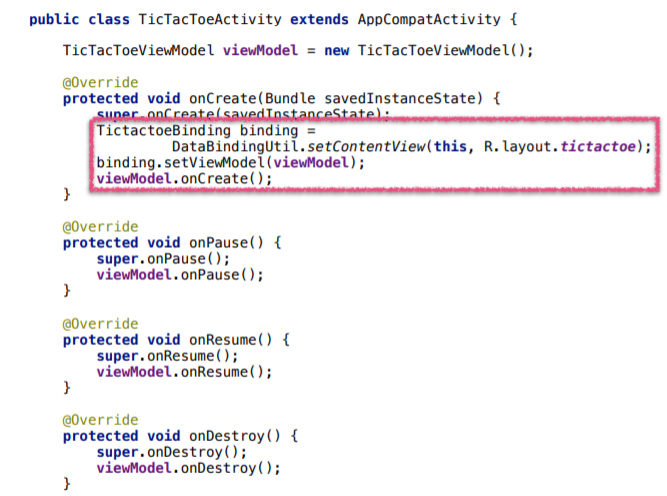 public class TicTacToeActivity extends AppCompatActivity {
TicTacToeViewModel viewModel = new TicTacToeViewModel();
@Override
protected void onCreate(Bundle savedInstanceState) {
super.onCreate(savedInstanceState);
TictactoeBinding binding =
DataBindingUtil.setContentView(this, R.layout.tictactoe);
binding.setViewModel(viewModel);
viewModel.onCreate();
}
@Override
protected void onPause() {
super.onPause();
viewModel.onPause();
}
@Override
protected void onResume() {
super.onResume();
viewModel.onResume();
}
@Override
protected void onDestroy() {
super.onDestroy();
viewModel.onDestroy();
}